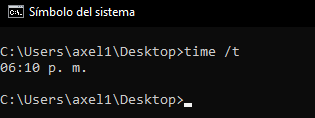 Símbolo del sistema
C:\Users\axel1\Desktop>time /t
06:10 p. m.
C:\Users\axel1\Desktop>